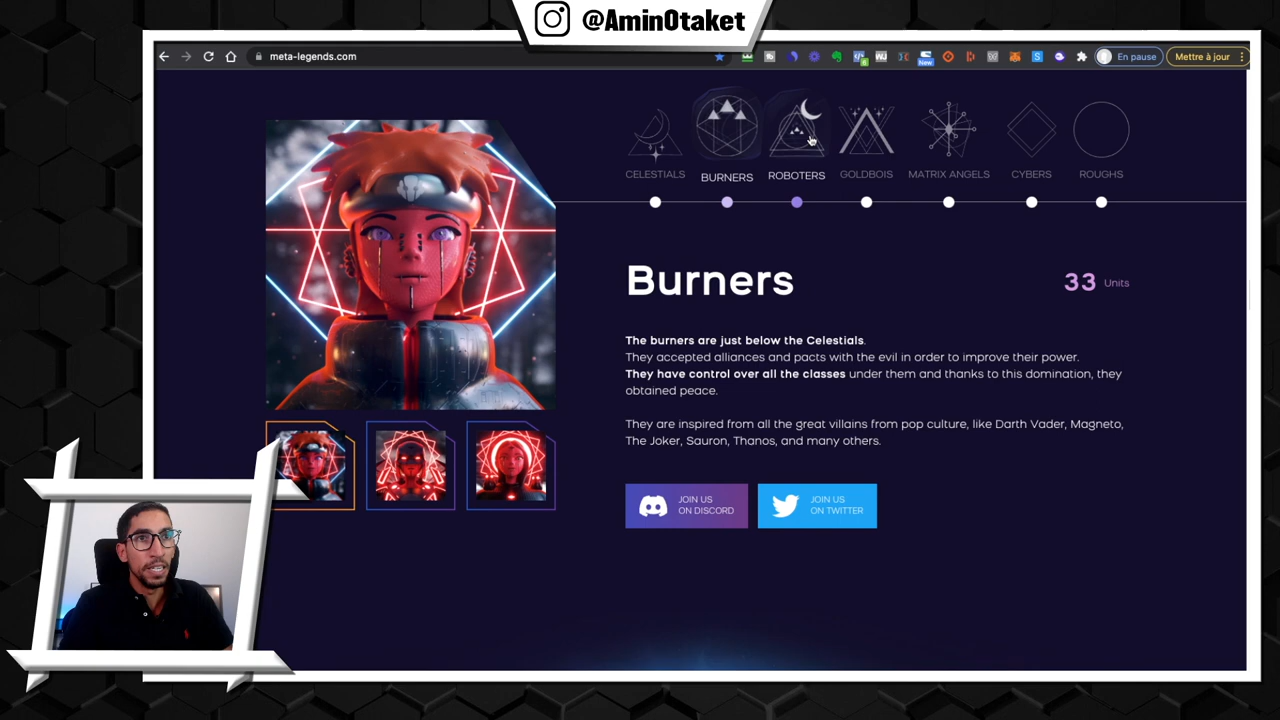 @AminOtaket
meta-legends.com
En pause
Mettre à jour
New
6
CELESTIALS
BURNERS
ROBOTERS
GOLDBOIS
MATRIX ANGELS
CYBERS
ROUGHS
Burners
33 Units
The burners are just below the Celestials.
They accepted alliances and pacts with the evil in order to improve their power.
They have control over all the classes under them and thanks to this domination, they
obtained peace.
They are inspired from all the great villains from pop culture, like Darth Vader, Magneto,
The Joker, Sauron, Thanos, and many others.
JOIN US
ON DISCORD
JOIN US
ON TWITTER